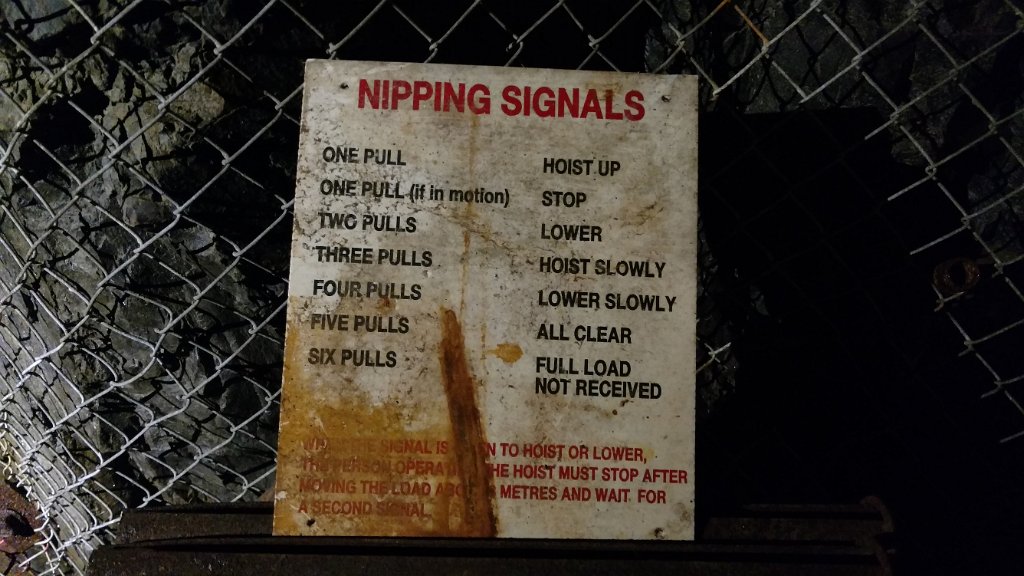 NIPPING SIGNALS
ONE PULL HOIST UP
ONE PULL (if in motion) STOP
TWO PULLS LOWER
THREE PULLS HOIST SLOWLY
FOUR PULLS LOWER SLOWLY
FIVE PULLS ALL CLEAR
SIX PULLS FULL LOAD
NOT RECEIVED
SIGNAL IS TO HOIST OR LOWER,
THE PERSON THE HOIST MUST STOP AFTER
MOVING THE LOAD METRES AND WAIT FOR
A SECOND SIGNAL